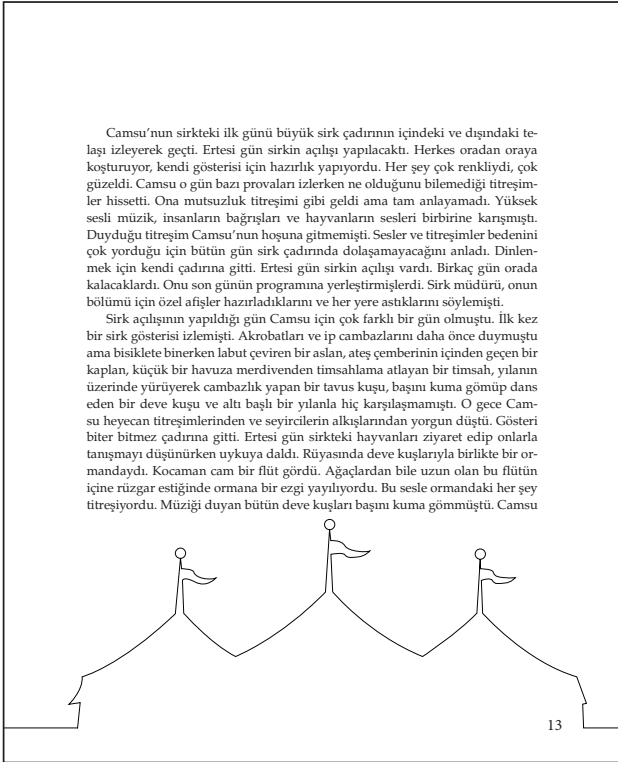 Camsu’nun sirkteki ilk günü büyük sirk çadırının içindeki ve dışındaki te-
laşı izleyerek geçti. Ertesi gün sirkin açılışı yapılacaktı. Herkes oradan oraya
koşturuyor, kendi gösterisi için hazırlık yapıyordu. Her şey çok renkliydi, çok
güzeldi. Camsu o gün bazı provaları izlerken ne olduğunu bilemediği titreşim-
ler hissetti. Ona mutsuzluk titreşimi gibi geldi ama tam anlayamadı. Yüksek
sesli müzik, insanların bağrışları ve hayvanların sesleri birbirine karışmıştı.
Duyduğu titreşim Camsu’nun hoşuna gitmemişti. Sesler ve titreşimler bedenini
çok yorduğu için bütün gün sirk çadırında dolaşamayacağını anladı. Dinlen-
mek için kendi çadırına gitti. Ertesi gün sirkin açılışı vardı. Birkaç gün orada
kalacaklardı. Onu son günün programına yerleştirmişlerdi. Sirk müdürü, onun
bölümü için özel afişler hazırladıklarını ve her yere astıklarını söylemişti.
Sirk açılışının yapıldığı gün Camsu için çok farklı bir gün olmuştu. İlk kez
bir sirk gösterisi izlemişti. Akrobatları ve ip cambazlarını daha önce duymuştu
ama bisiklete binerken labut çeviren bir aslan, ateş çemberinin içinden geçen bir
kaplan, küçük bir havuza merdivenden timsahlama atlayan bir timsah, yılanın
üzerinde yürüyerek cambazlık yapan bir tavus kuşu, başını kuma gömüp dans
eden bir deve kuşu ve altı başlı bir yılanla hiç karşılaşmamıştı. O gece Cam-
su heyecan titreşimlerinden ve seyircilerin alkışlarından yorgun düştü. Gösteri
biter bitmez çadırına gitti. Ertesi gün sirkteki hayvanları ziyaret edip onlarla
tanışmayı düşünürken uykuya daldı. Rüyasında deve kuşlarıyla birlikte bir or-
mandaydı. Kocaman cam bir flüt gördü. Ağaçlardan bile uzun olan bu flütün
içine rüzgar estiğinde ormana bir ezgi yayılıyordu. Bu sesle ormandaki her şey
titreşiyordu. Müziği duyan bütün deve kuşları başını kuma gömmüştü. Camsu
13